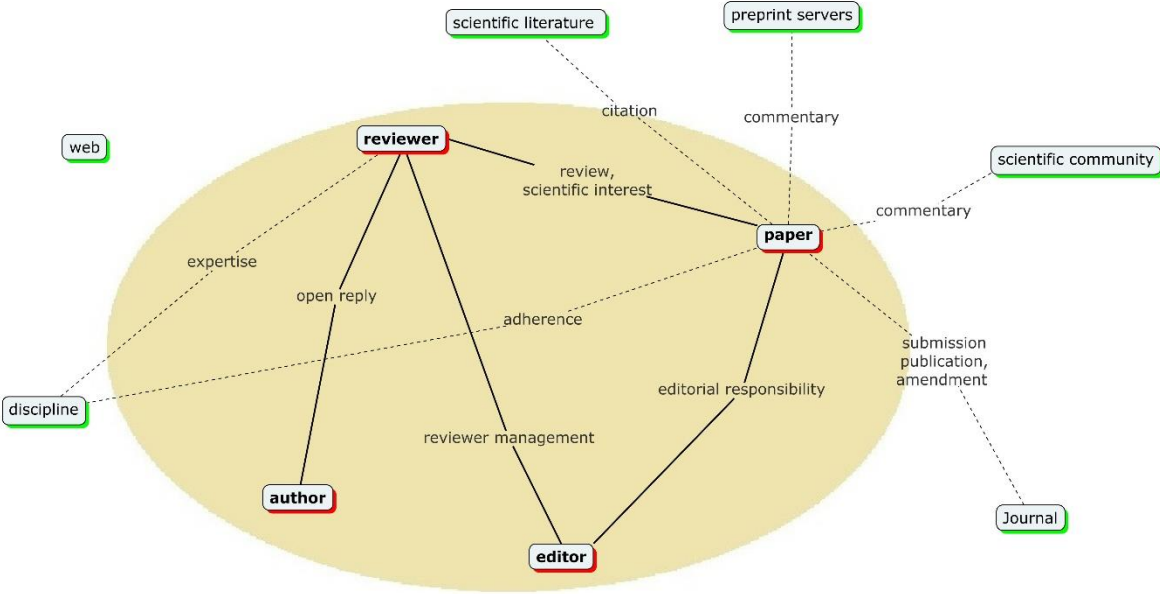 scientific literature
preprint servers
citation
commentary
reviewer
web
scientific community
review,
scientific interest
commentary
paper
expertise
open reply
adherence
submission
publication,
amendment
editorial responsibility
discipline
reviewer management
author
Journal
editor